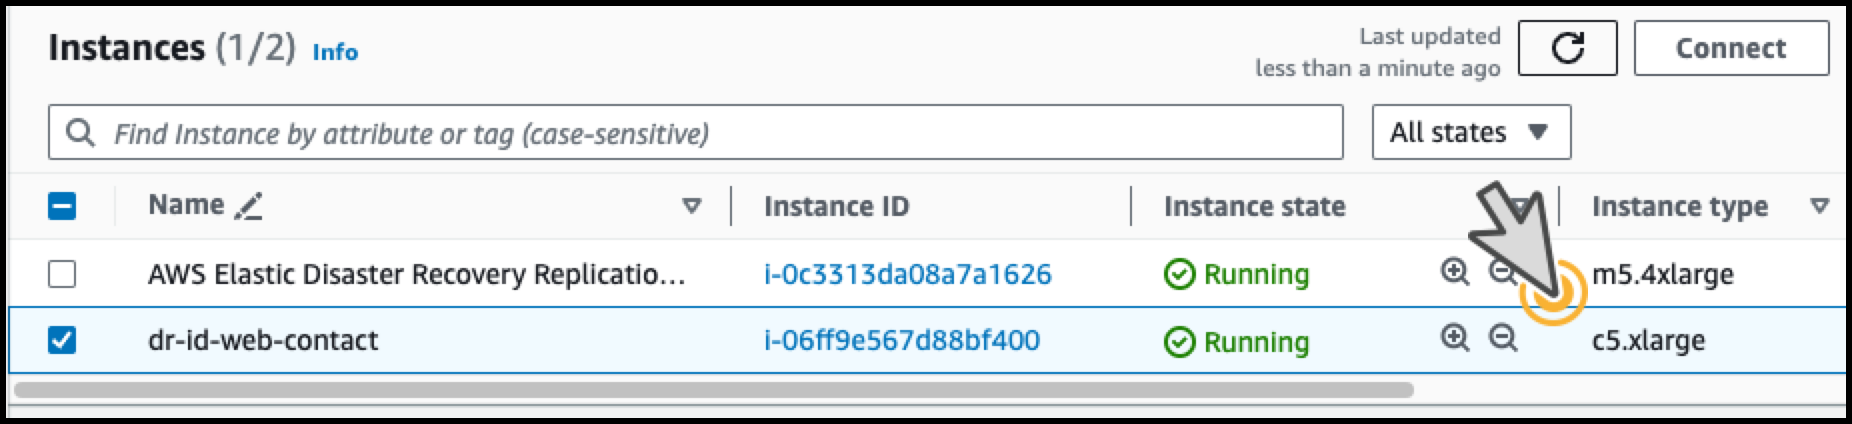 Instances (1/2) Info
Last updated
less than a minute ago
Connect
Find Instance by attribute or tag (case-sensitive)
All states
Name Instance ID Instance state Instance type
AWS Elastic Disaster Recovery Replicatio... i-0c3313da08a7a1626 Running m5.4xlarge
dr-id-web-contact i-06ff9e567d88bf400 Running c5.xlarge